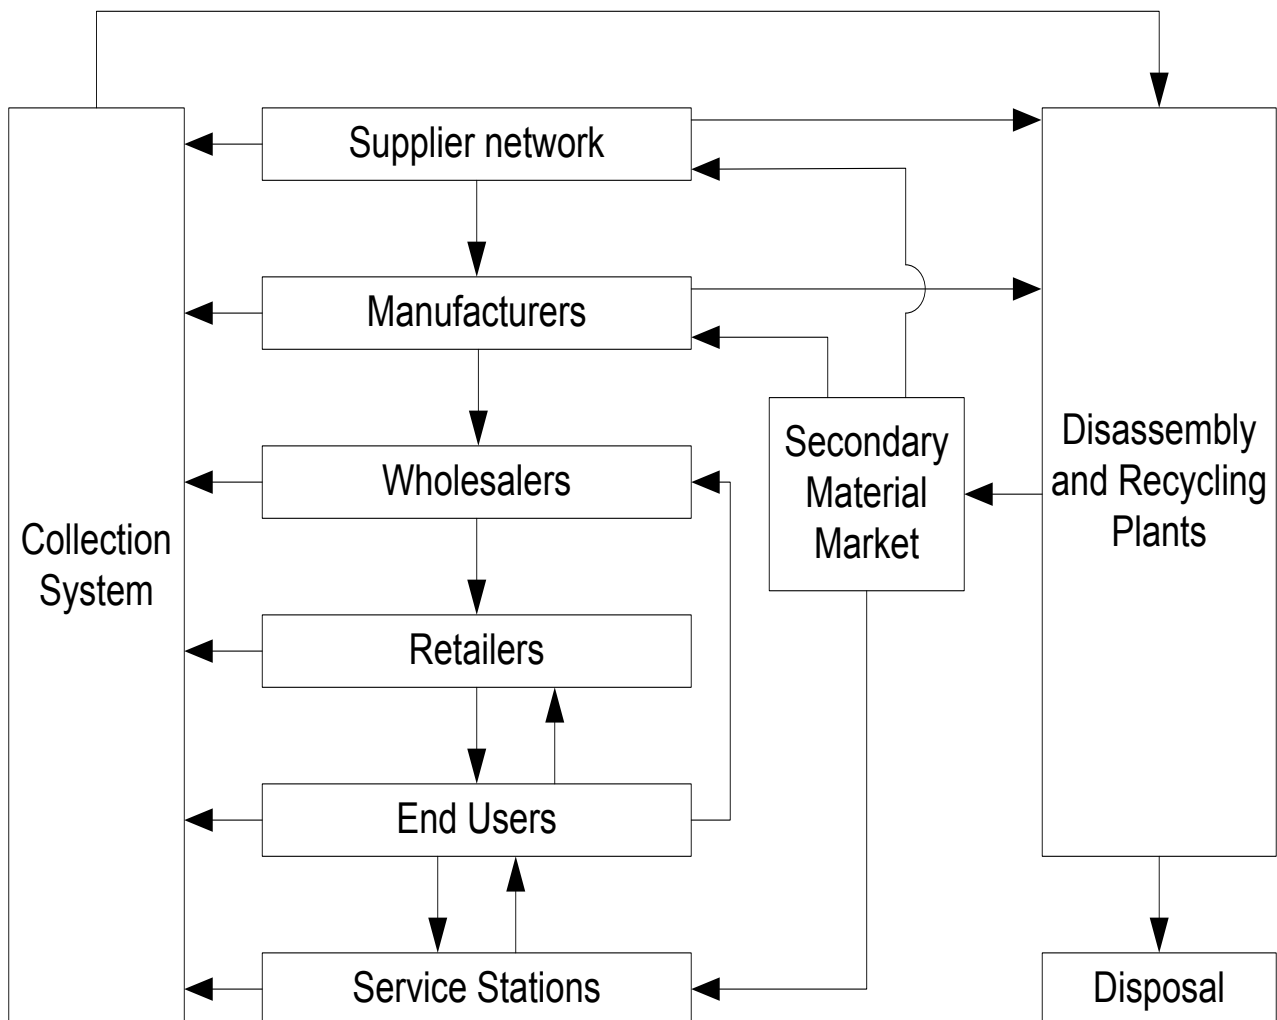 Supplier network
Manufacturers
Wholesalers
Retailers
End Users
Service Stations
Collection
System
Secondary
Material
Market
Disassembly
and Recycling
Plants
Disposal